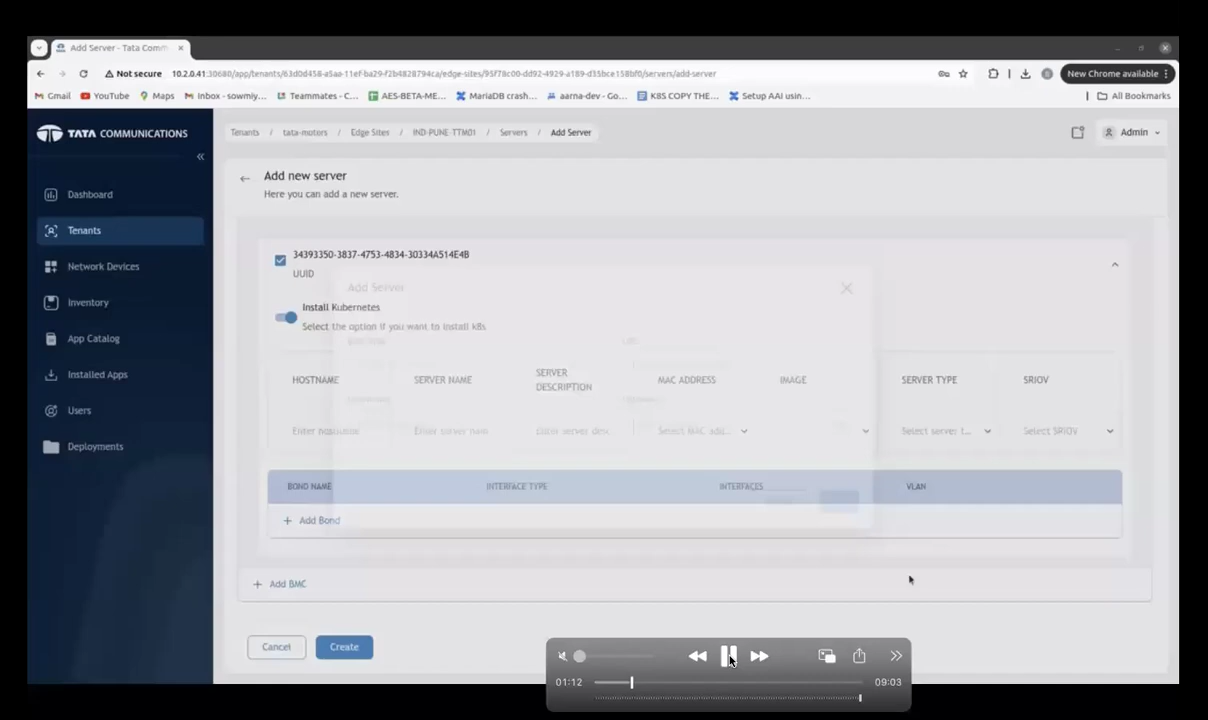 Add Server - Tata Comm
Not secure
10.2.0.41:30680/app/tenants/63d0d458-a5aa-11ef-ba29-f2b4828794ca/edge-sites/95f78c00-dd92-4929-a189-d35bce158bf0/servers/add-server
New Chrome available
Gmail
YouTube
Maps
Inbox - sowmiy...
Teammates - C...
AES-BETA-ME...
MariaDB crash...
aarna-dev - Go...
K8S COPY THE...
Setup AAI usin...
All Bookmarks
TATA COMMUNICATIONS
Tenants / tata-motors / Edge Sites / IND-PUNE-TTM01 / Servers / Add Server
Admin
Dashboard
Tenants
Network Devices
Inventory
App Catalog
Installed Apps
Users
Deployments
Add new server
Here you can add a new server.
34393350-3837-4753-4834-30334A514E4B
UUID
Add Server
Install Kubernetes
Select the option if you want to install k8s
HOSTNAME
SERVER NAME
SERVER DESCRIPTION
MAC ADDRESS
IMAGE
SERVER TYPE
SRIOV
Enter hostname
Enter server name
Enter server desc
Select MAC add...
Select server t...
Select SRIOV
BOND NAME
INTERFACE TYPE
INTERFACES
VLAN
+ Add Bond
+ Add BMC
Cancel
Create
01:12
09:03